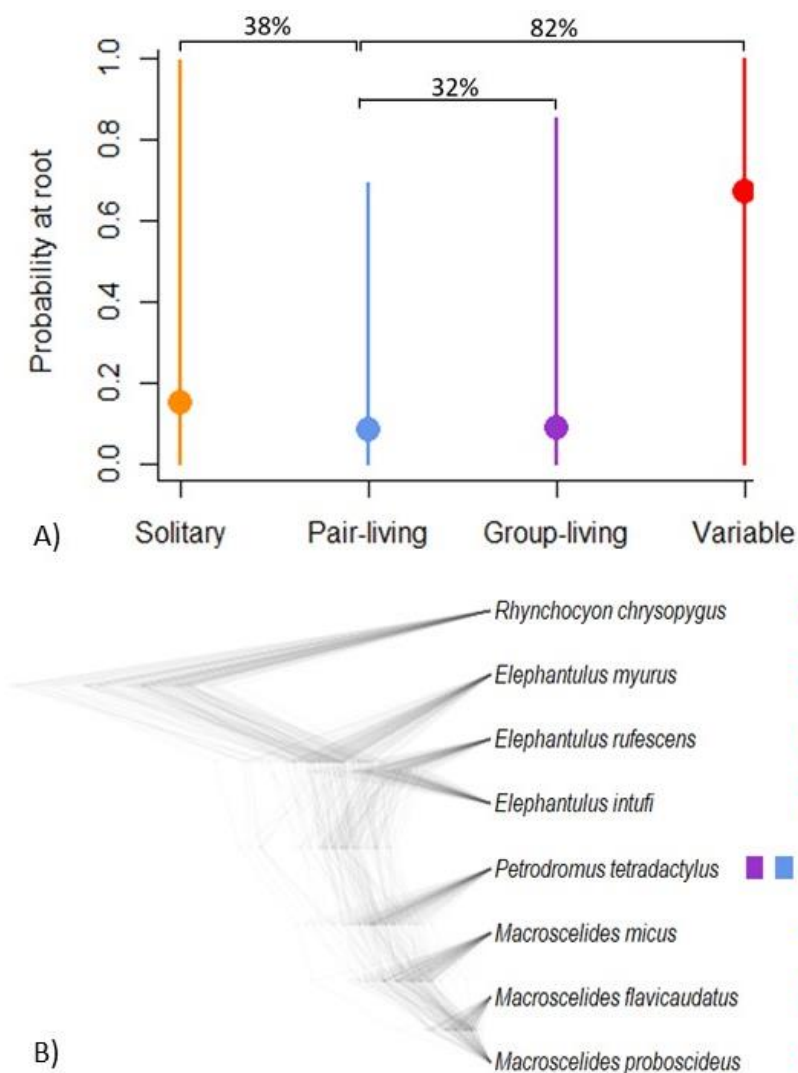 38% 82%
32%
1.0
0.8
0.6
0.4
0.2
0.0
Probability at root
Solitary Pair-living Group-living Variable
A)
Rhynchocyon chrysopygus
Elephantulus myurus
Elephantulus rufescens
Elephantulus intufi
Petrodromus tetradactylus
Macroscelides micus
Macroscelides flavicaudatus
Macroscelides proboscideus
B)